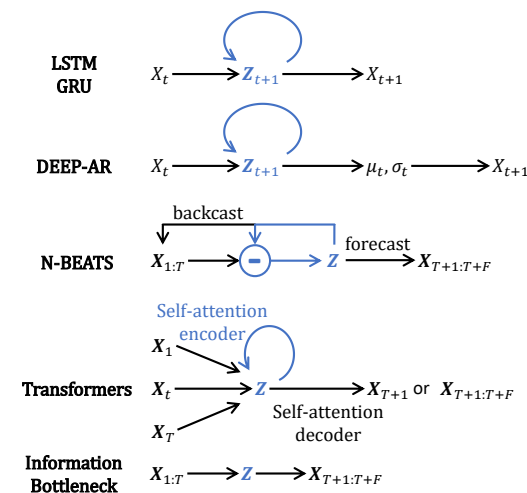 LSTM
GRU
X_t Z_{t+1} X_{t+1}
DEEP-AR
X_t Z_{t+1} μ_t, σ_t X_{t+1}
backcast
N-BEATS
X_{1:T} - Z forecast X_{T+1:T+F}
Self-attention
encoder
X_1
Transformers
X_t Z X_{T+1} or X_{T+1:T+F}
X_T
Self-attention
decoder
Information
Bottleneck
X_{1:T} Z X_{T+1:T+F}